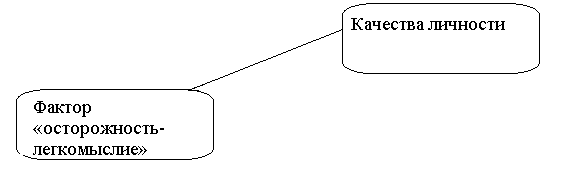 Качества личности
Фактор
«осторожность-
легкомыслие»